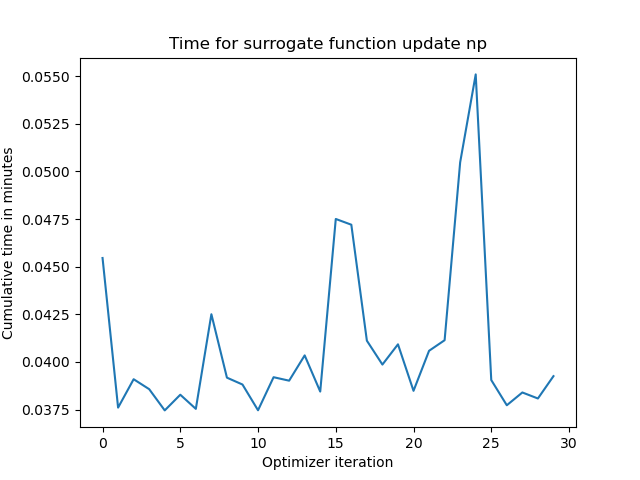 Time for surrogate function update np
Cumulative time in minutes
0.0550
0.0525
0.0500
0.0475
0.0450
0.0425
0.0400
0.0375
0 5 10 15 20 25 30
Optimizer iteration